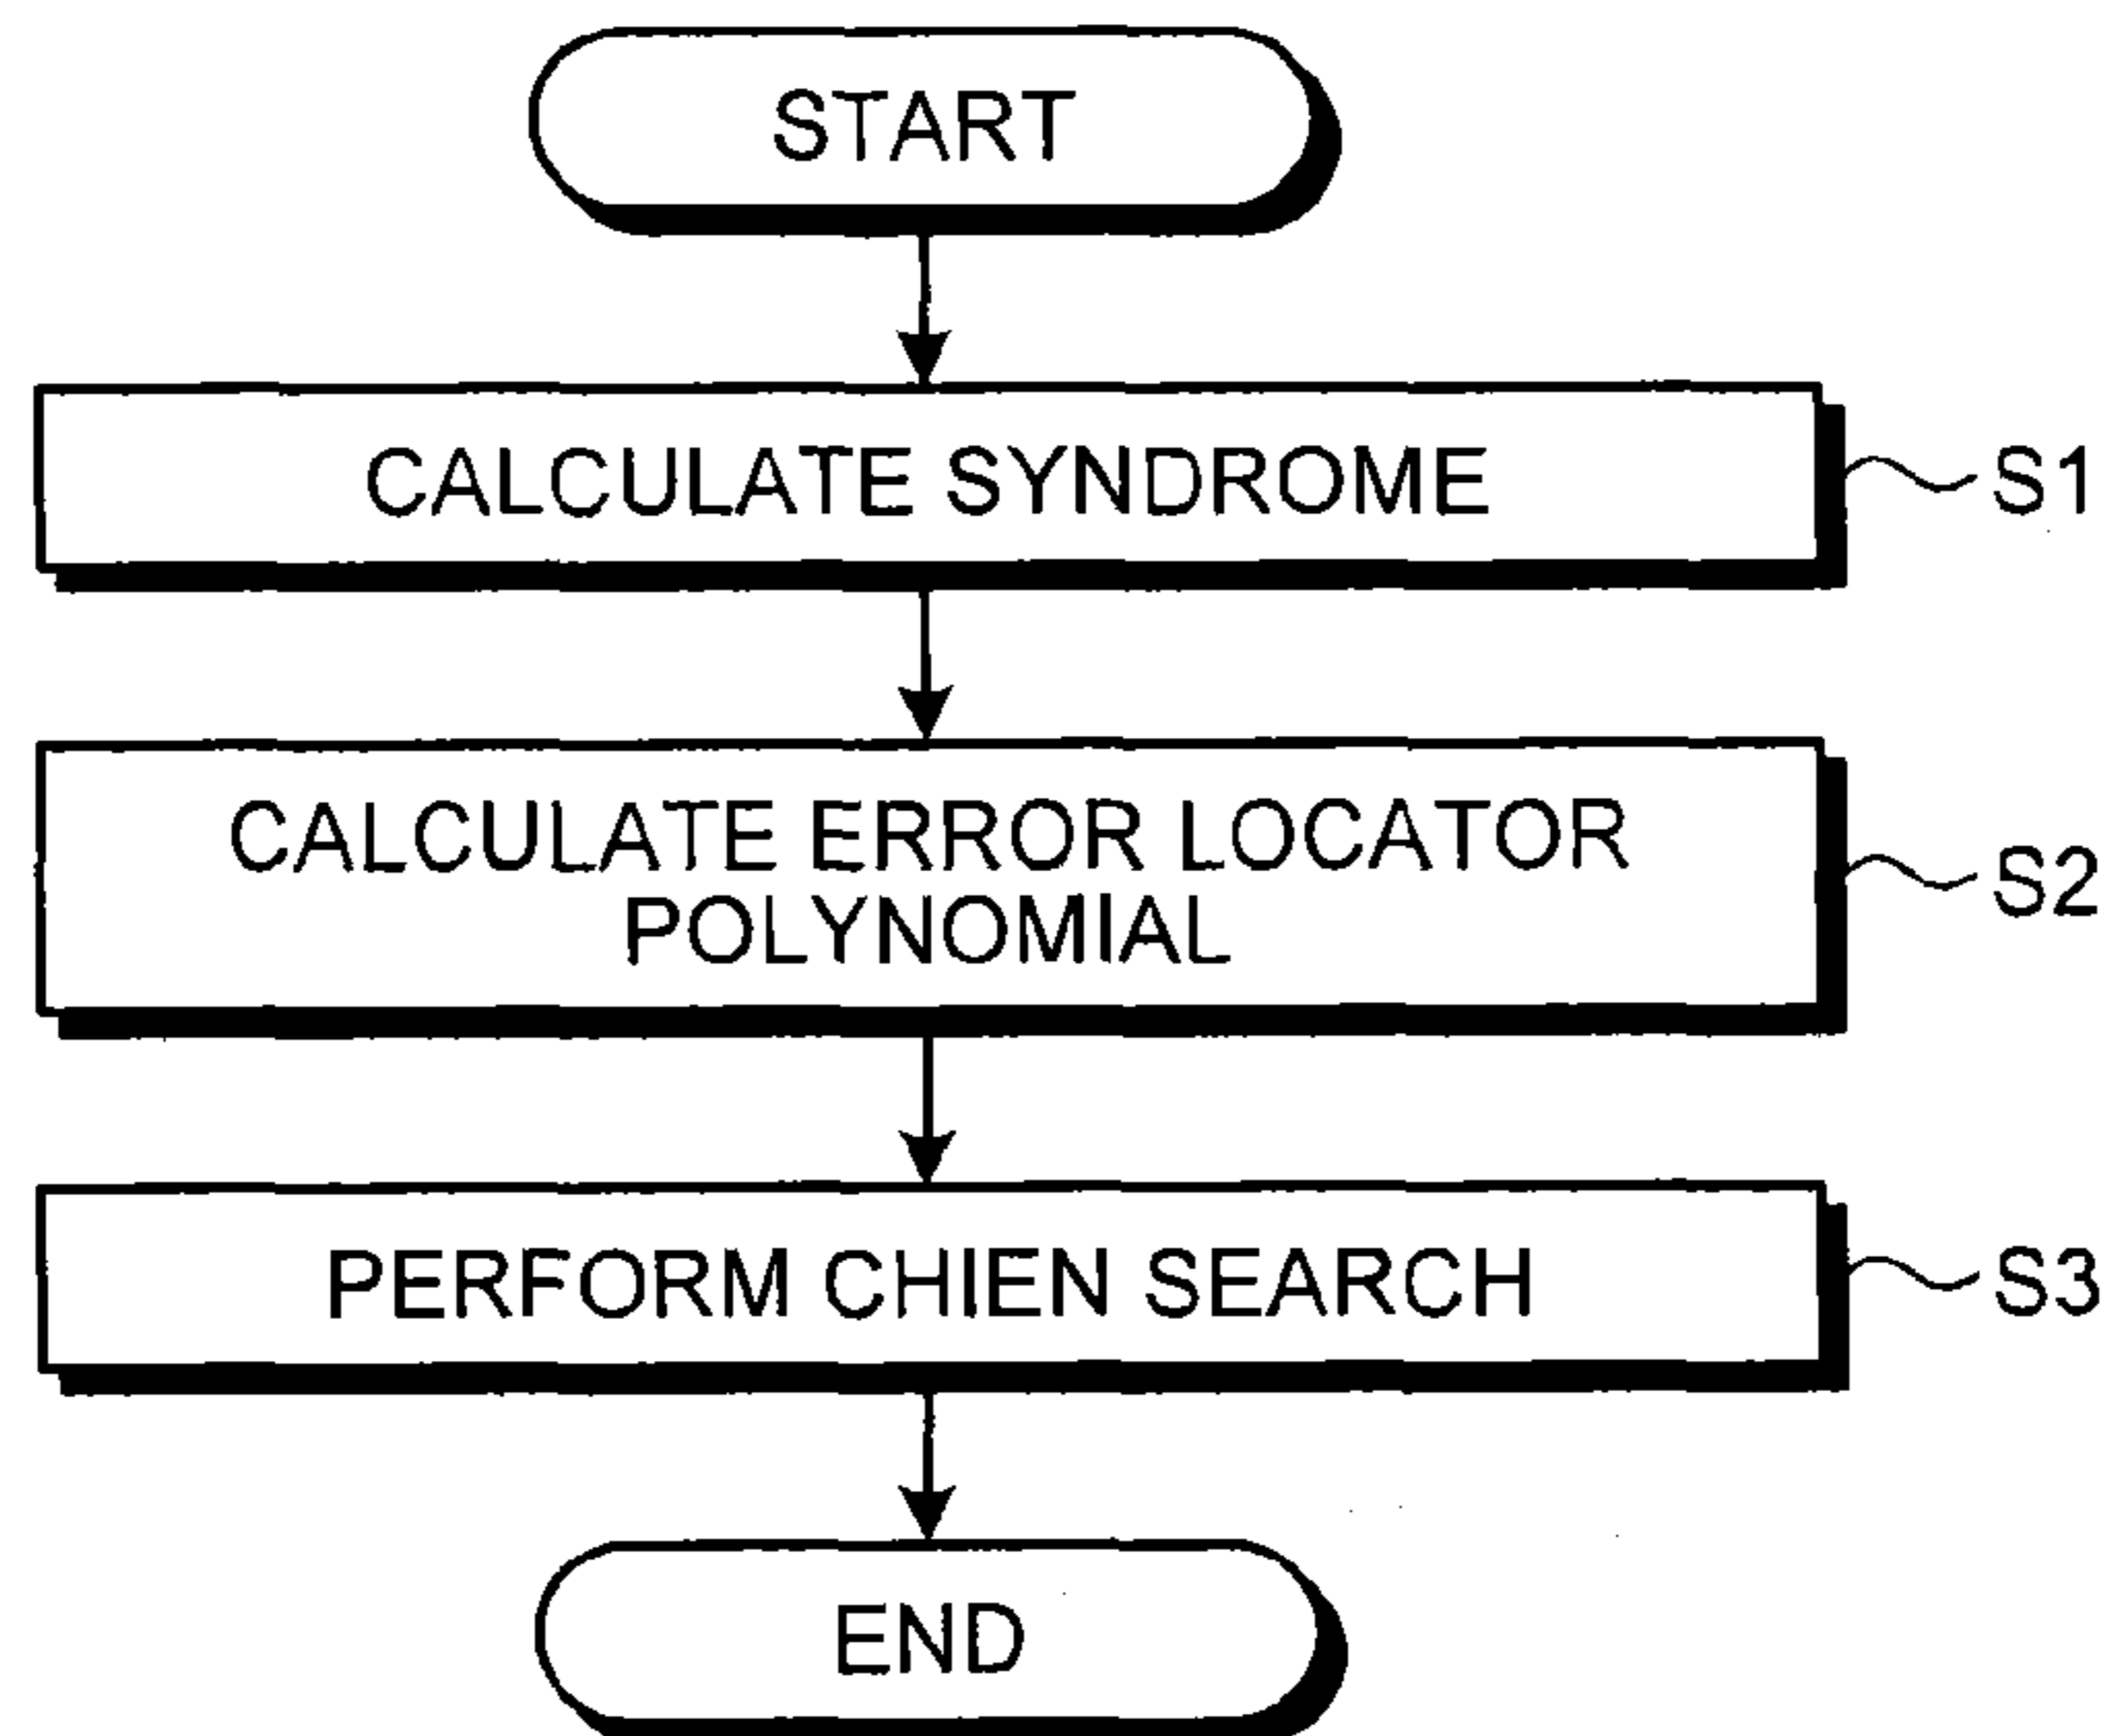 START
CALCULATE SYNDROME
S1
CALCULATE ERROR LOCATOR
POLYNOMIAL
S2
PERFORM CHIEN SEARCH
S3
END